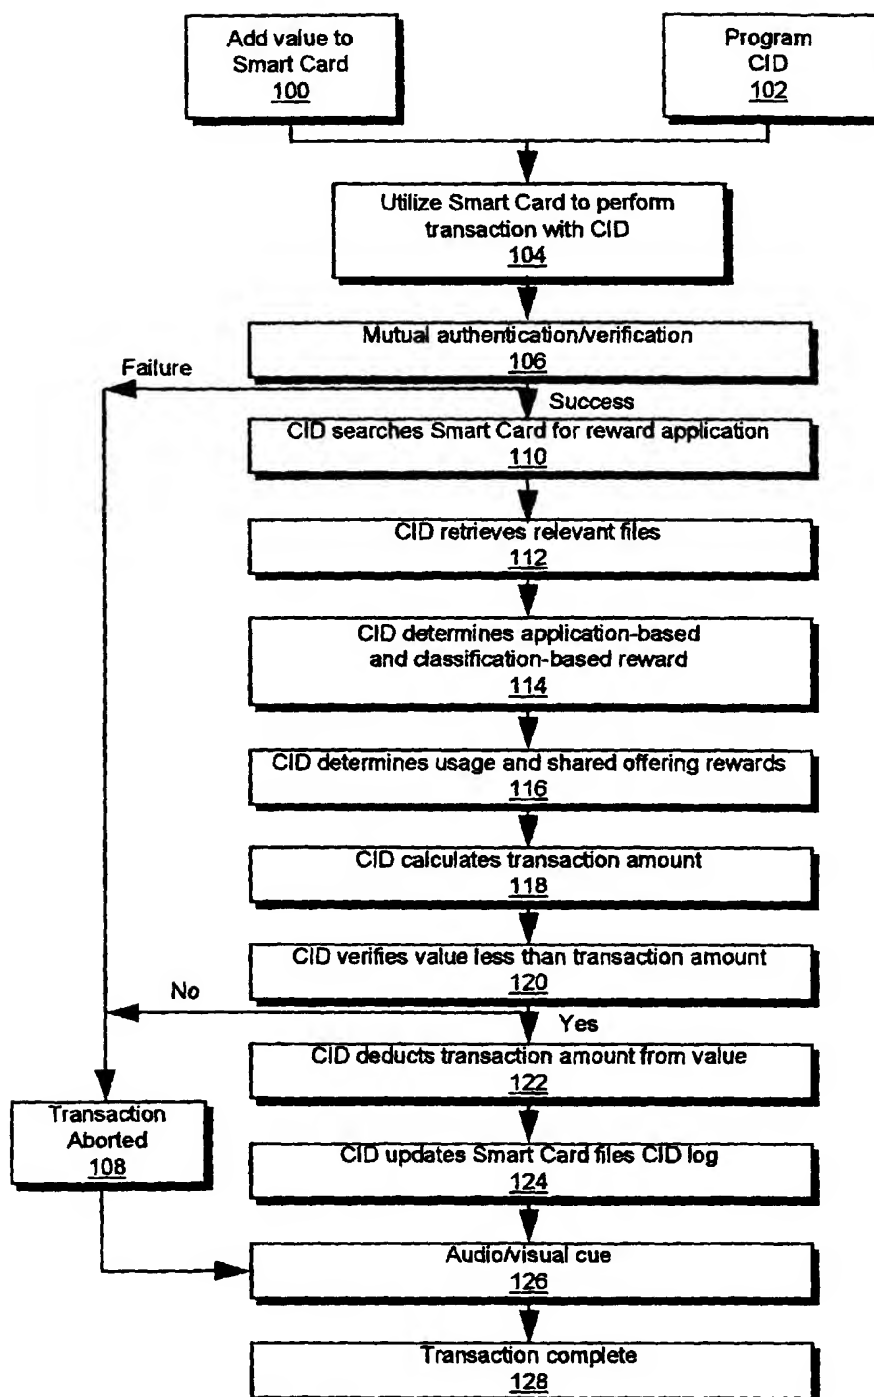 Add value to
Smart Card
100
Program
CID
102
Utilize Smart Card to perform
transaction with CID
104
Mutual authentication/verification
106
Failure
Success
CID searches Smart Card for reward application
110
CID retrieves relevant files
112
CID determines application-based
and classification-based reward
114
CID determines usage and shared offering rewards
116
CID calculates transaction amount
118
CID verifies value less than transaction amount
120
No
Yes
CID deducts transaction amount from value
122
Transaction
Aborted
108
CID updates Smart Card files CID log
124
Audio/visual cue
126
Transaction complete
128